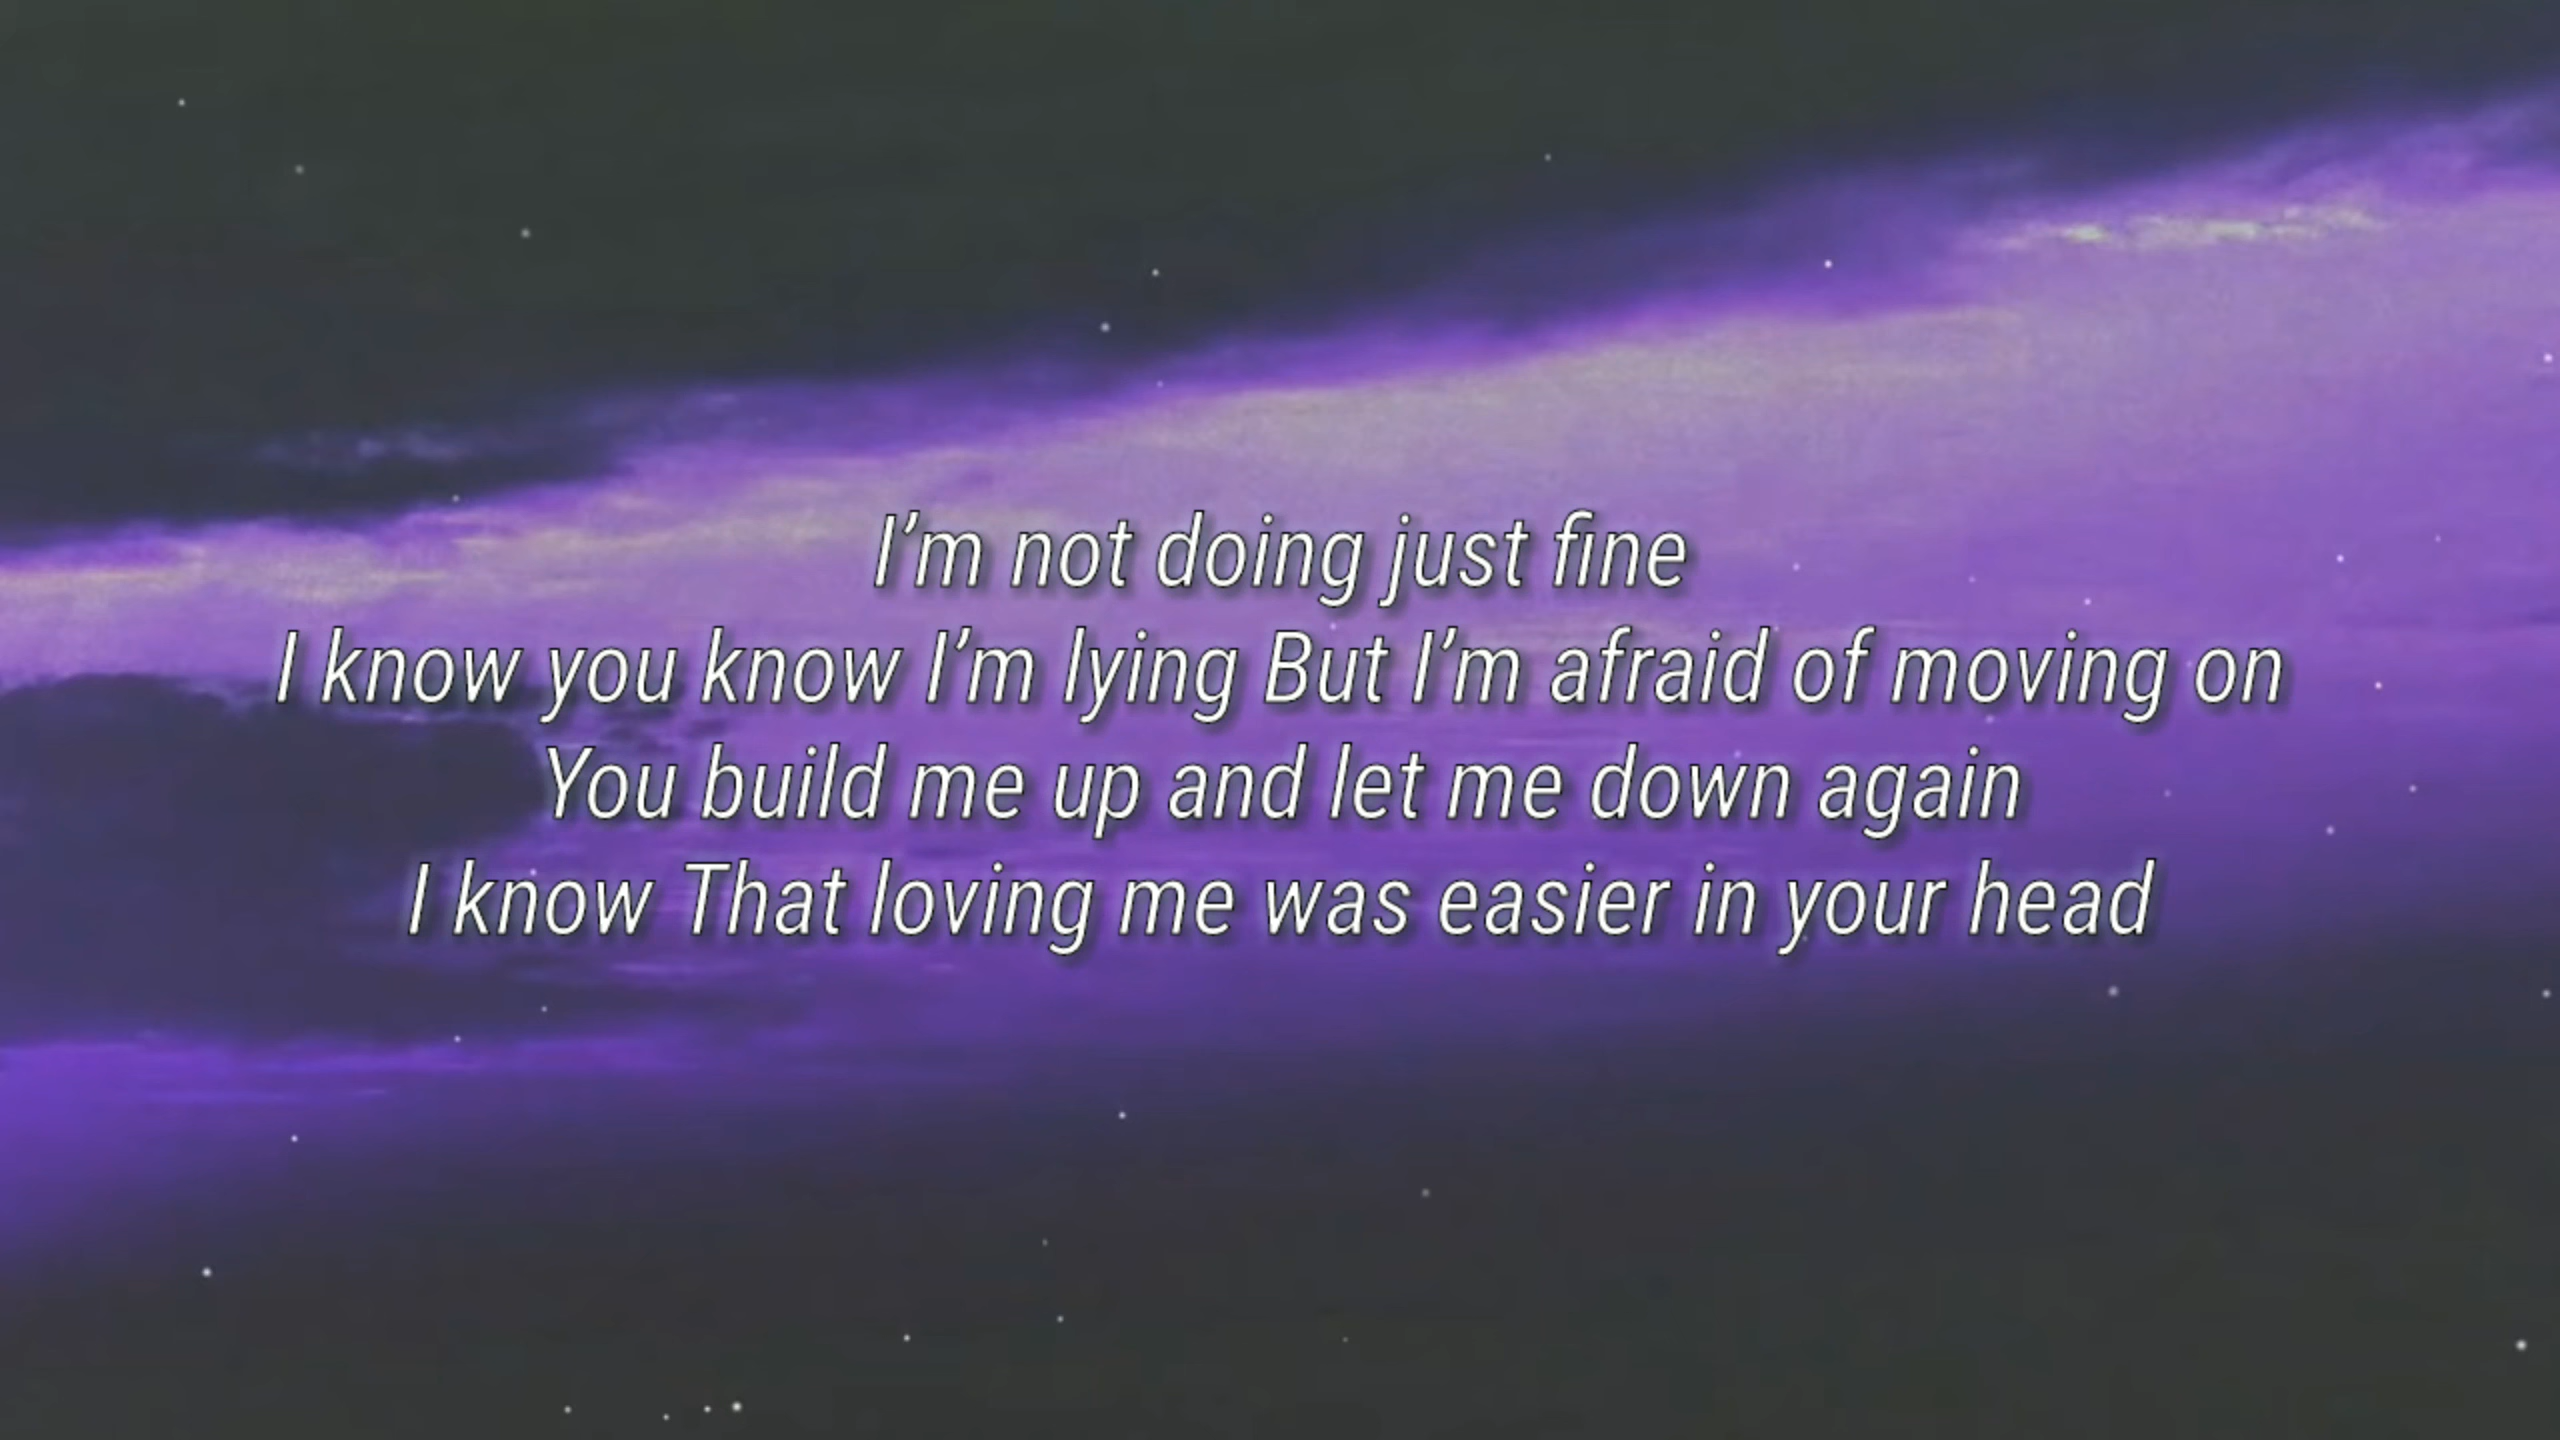 I’m not doing just fine
I know you know I’m lying But I’m afraid of moving on
You build me up and let me down again
I know That loving me was easier in your head